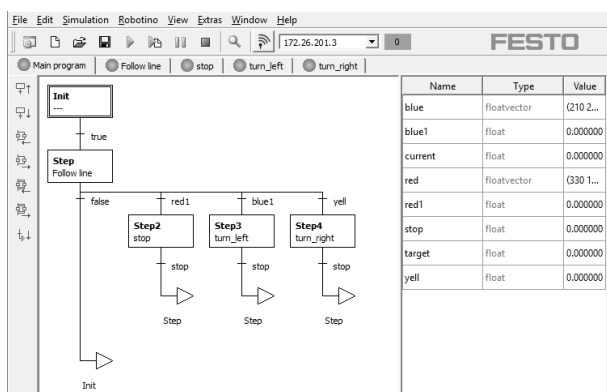 File Edit Simulation Robotino View Extras Window Help
172.26.201.3 0 FESTO
Main program Follow line stop turn_left turn_right
Init
---
true
Step
Follow line
false red1 blue1 yell
Step2 Step3 Step4
stop turn_left turn_right
stop stop stop
Step Step Step
Init
Name Type Value
blue floatvector (210 2...
blue1 float 0.000000
current float 0.000000
red floatvector (330 1...
red1 float 0.000000
stop float 0.000000
target float 0.000000
yell float 0.000000